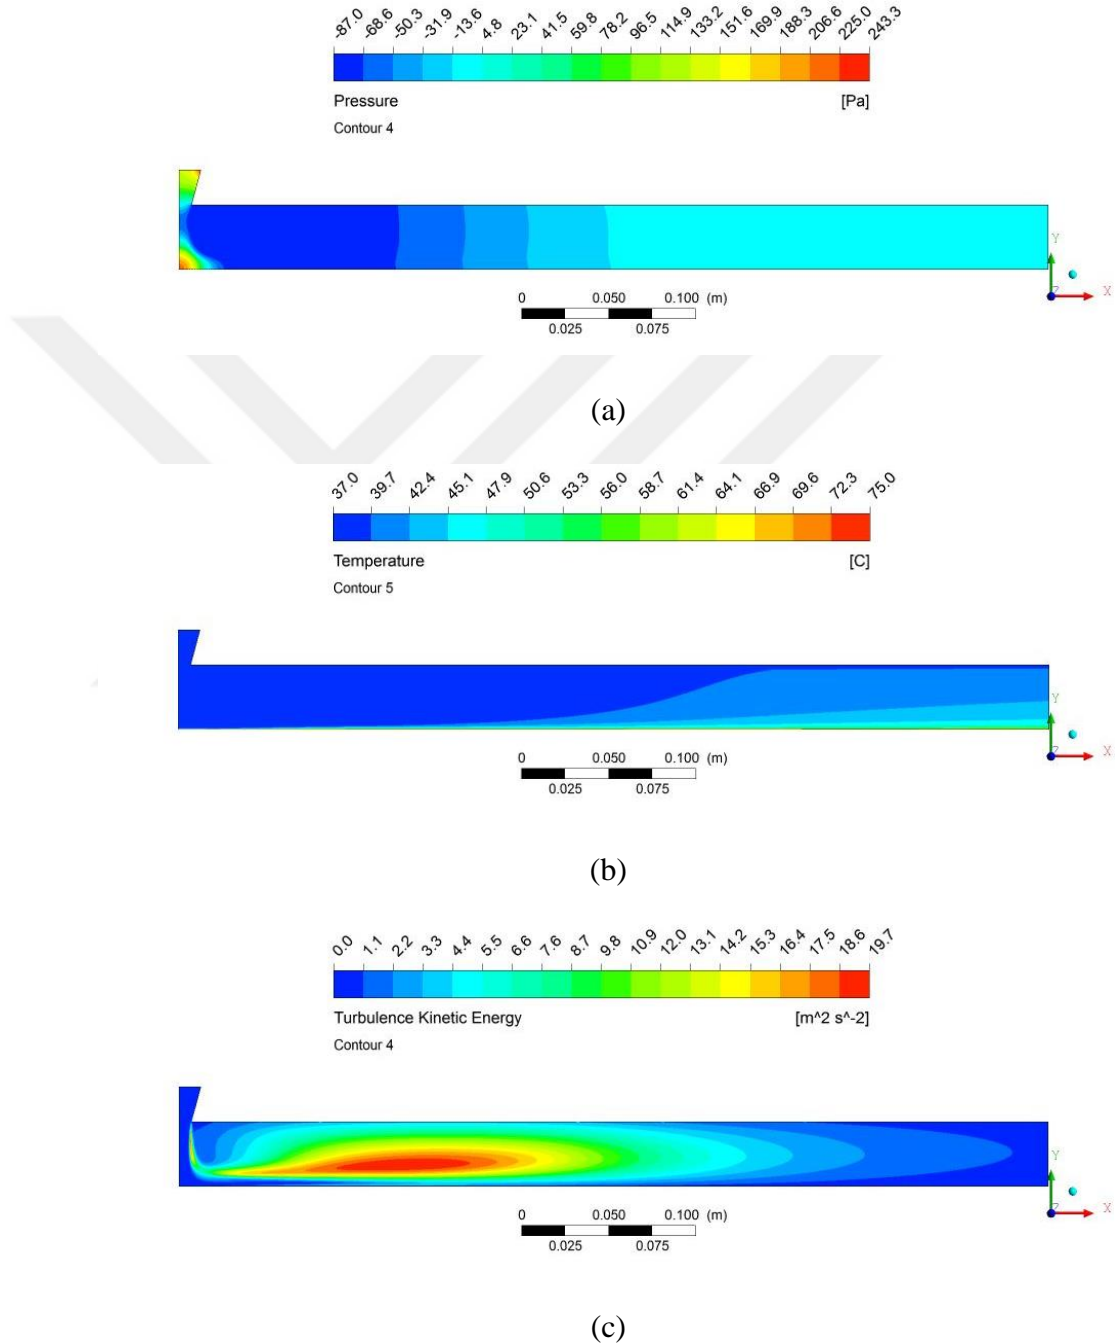 -87.0 -68.6 -50.3 -31.9 -13.6 4.8 23.1 41.5 59.8 78.2 96.5 114.9 133.2 151.6 169.9 188.3 206.6 225.0 243.3
Pressure [Pa]
Contour 4
Y
Z X
0 0.050 0.100 (m)
0.025 0.075
(a)
37.0 39.7 42.4 45.1 47.9 50.6 53.3 56.0 58.7 61.4 64.1 66.9 69.6 72.3 75.0
Temperature [C]
Contour 5
Y
Z X
0 0.050 0.100 (m)
0.025 0.075
(b)
0.0 1.1 2.2 3.3 4.4 5.5 6.6 7.6 8.7 9.8 10.9 12.0 13.1 14.2 15.3 16.4 17.5 18.6 19.7
Turbulence Kinetic Energy [m^2 s^-2]
Contour 4
Y
Z X
0 0.050 0.100 (m)
0.025 0.075
(c)